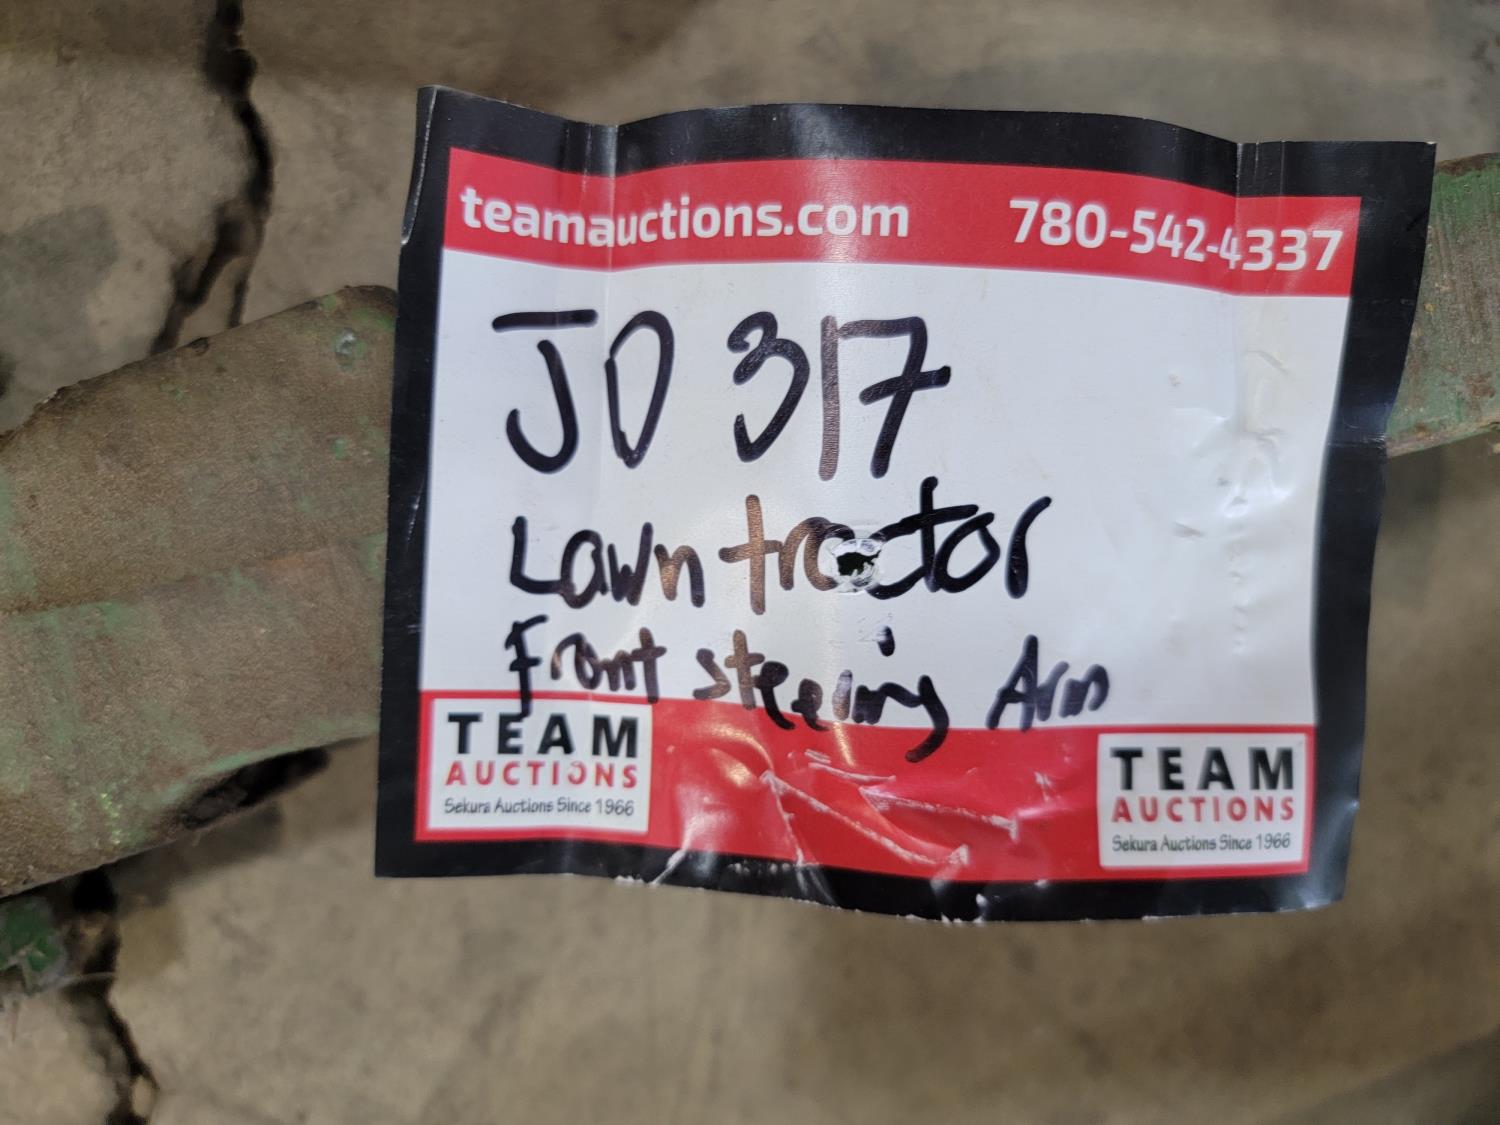 teamauctions.com 780-542-4337
JD 317
Lawn tractor
Front steering Arm
TEAM
AUCTIONS
Sekura Auctions Since 1966
TEAM
AUCTIONS
Sekura Auctions Since 1966